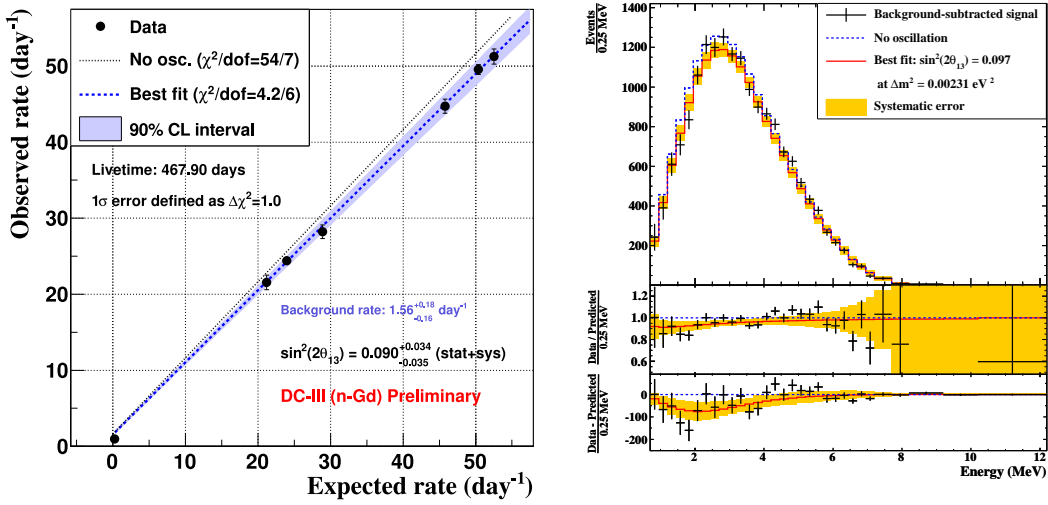 Observed rate (day⁻¹)
60
50
40
30
20
10
0
Data
No osc. (χ²/dof=54/7)
Best fit (χ²/dof=4.2/6)
90% CL interval
Livetime: 467.90 days
1σ error defined as Δχ²=1.0
Background rate: 1.56 +0.18 -0.16 day⁻¹
sin²(2θ₁₃) = 0.090 +0.034 -0.035 (stat+sys)
DC-III (n-Gd) Preliminary
0 10 20 30 40 50
Expected rate (day⁻¹)
Events
0.25 MeV
1400
1200
1000
800
600
400
200
Background-subtracted signal
No oscillation
Best fit: sin²(2θ₁₃) = 0.097
at Δm² = 0.00231 eV²
Systematic error
Data / Predicted
0.25 MeV
1.2
1.0
0.8
0.6
Data - Predicted
0.25 MeV
0
-100
-200
2 4 6 8 10 12
Energy (MeV)